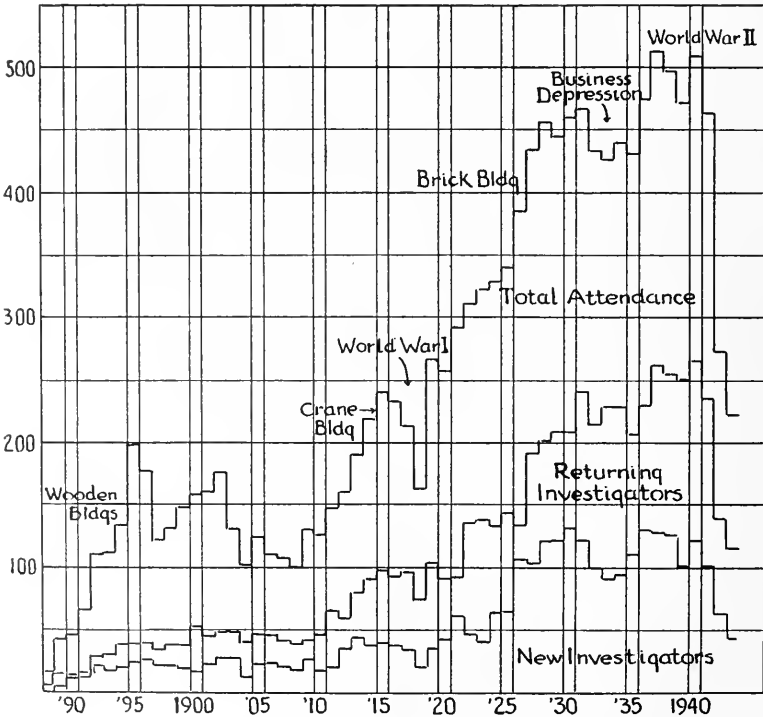 World War II
500
Business
Depression
Brick Bldg
400
Total Attendance
300
World War I
Crane
Bldg
200
Returning
Investigators
Wooden
Bldgs
100
New Investigators
'90 '95 1900 '05 '10 '15 '20 '25 '30 '35 1940